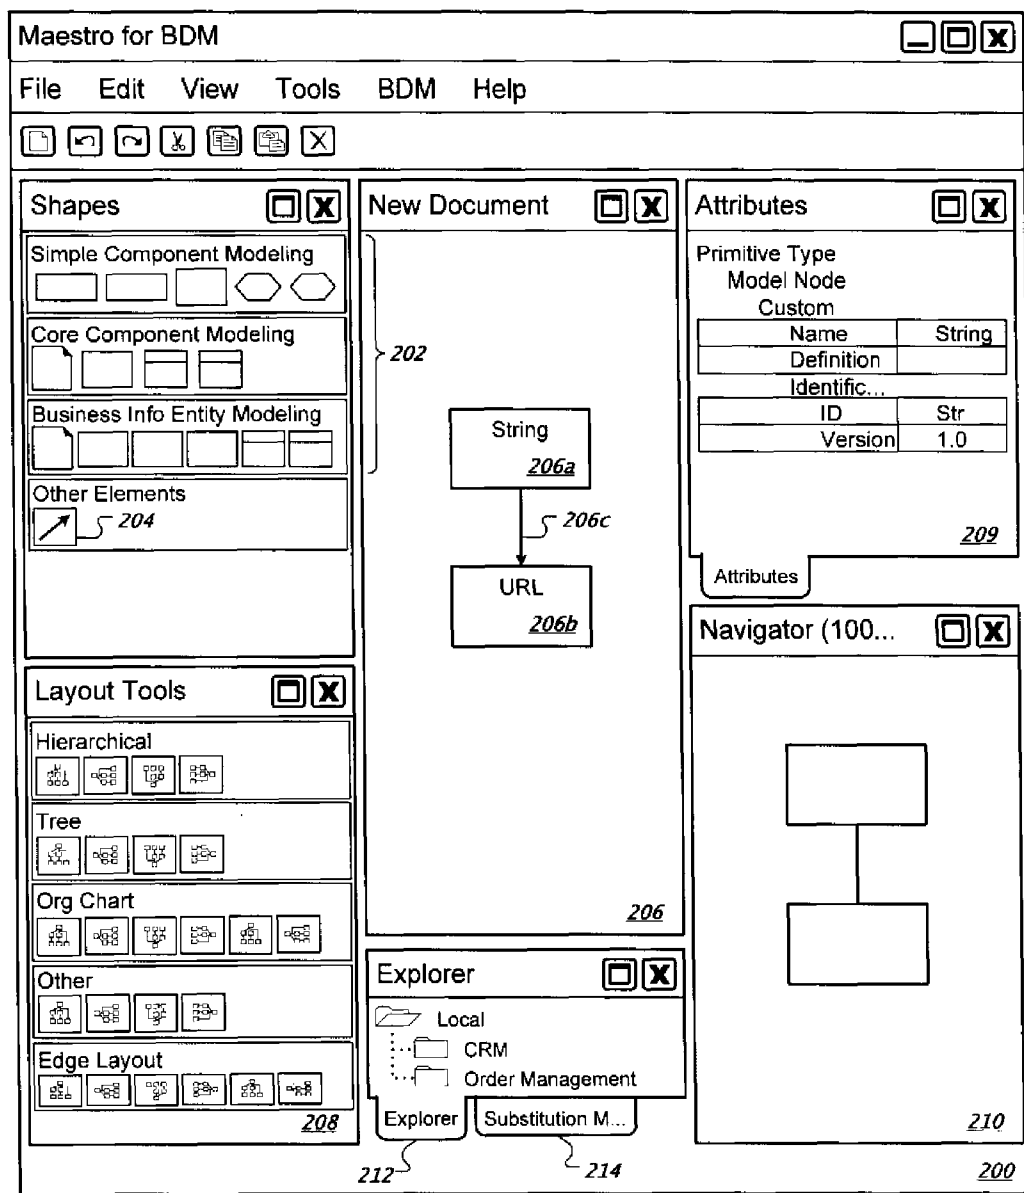 Maestro for BDM
File Edit View Tools BDM Help
Shapes
Simple Component Modeling
Core Component Modeling
Business Info Entity Modeling
Other Elements
204
202
New Document
String
206a
206c
URL
206b
206
Attributes
Primitive Type
Model Node
Custom
Name String
Definition
Identific...
ID Str
Version 1.0
209
Attributes
Layout Tools
Hierarchical
Tree
Org Chart
Other
Edge Layout
208
Explorer
Local
CRM
Order Management
Explorer Substitution M...
212 214
Navigator (100...
210
200